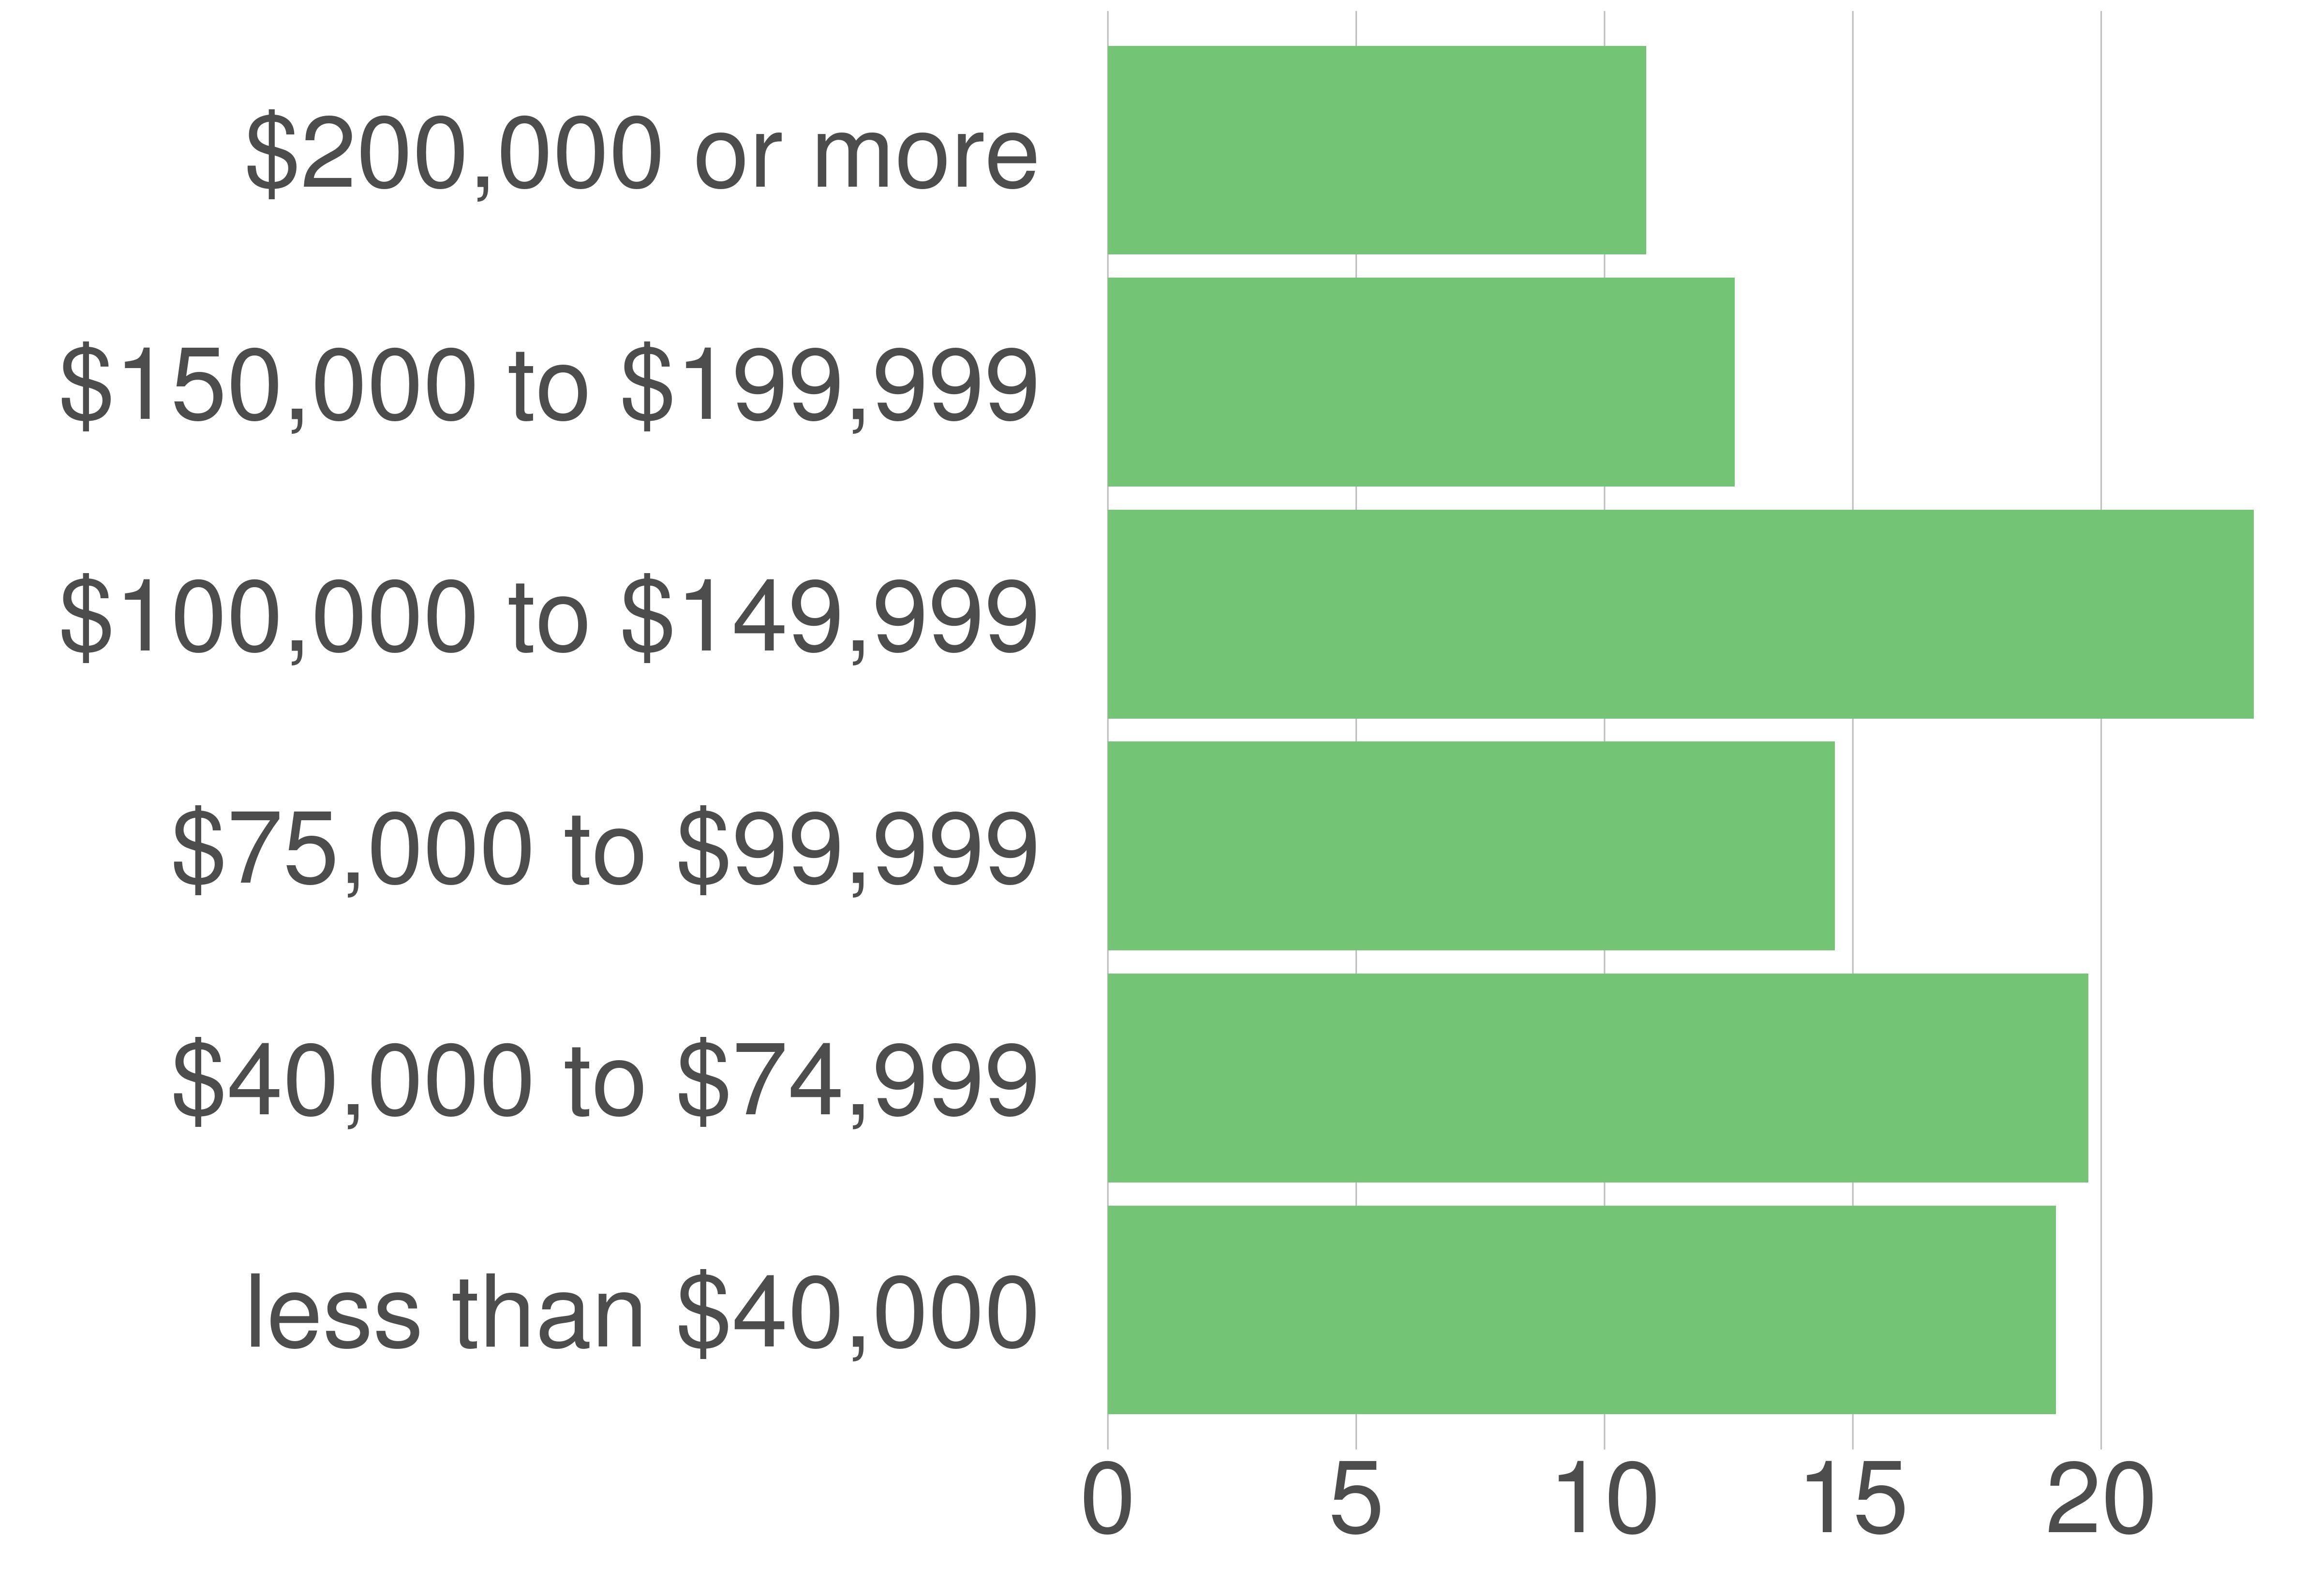 $200,000 or more
$150,000 to $199,999
$100,000 to $149,999
$75,000 to $99,999
$40,000 to $74,999
less than $40,000
0 5 10 15 20